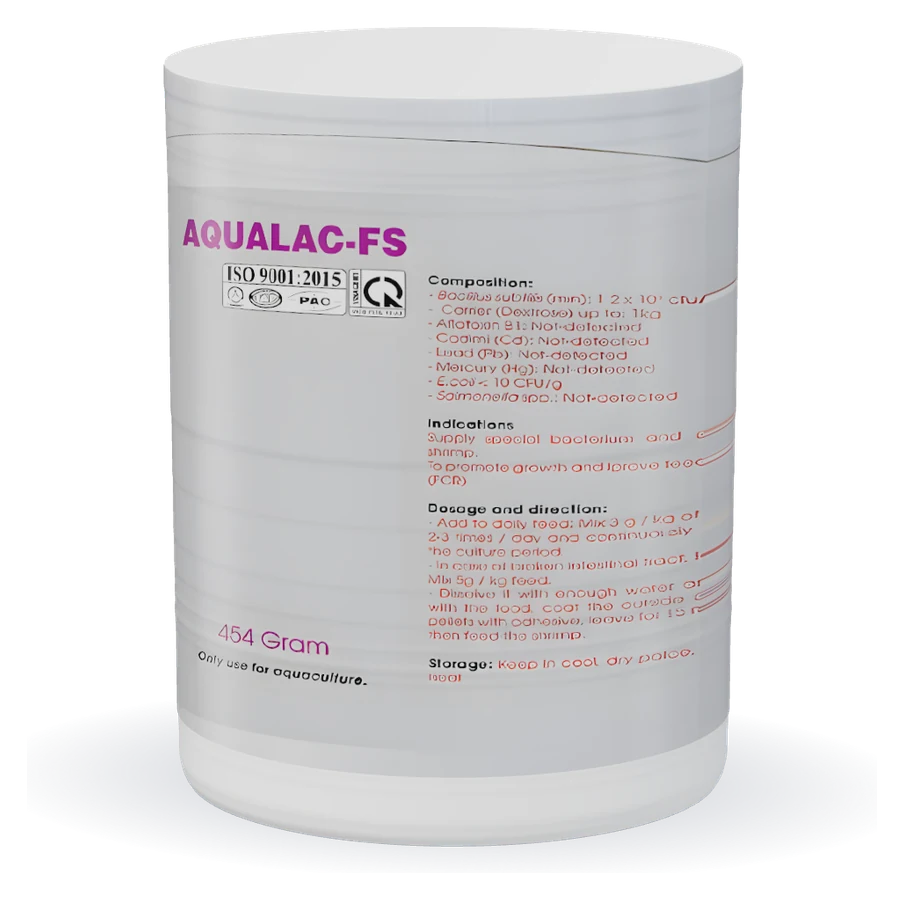 AQUALAC-FS
ISO 9001:2015
PAC
Composition:
- Bacillus subtilis (min): 1.2 x 10 CFU/
- Carrier (Dextrose) up to: 1kg
- Aflatoxin B1: Not-detected
- Cadimi (Cd): Not-detected
- Lead (Pb): Not-detected
- Mercury (Hg): Not-detected
- E.coli < 10 CFU/g
- Salmonella spp.: Not-detected
Indications
Supply special bacterium and
shrimp.
To promote growth and iprove
(FCR)
Dosage and direction:
- Add to daily feed: Mix 3 g / kg of
2-3 times / day and continuously
the culture period.
- In case of broken intestinal tract.
Mix 5g / kg feed.
- Dissolve it with enough water or
with the food, coat the outside
pellets with adhesive, leave for 15
then feed the shrimp.
Storage: Keep in cool, dry palce.
454 Gram
Only use for aquaculture.